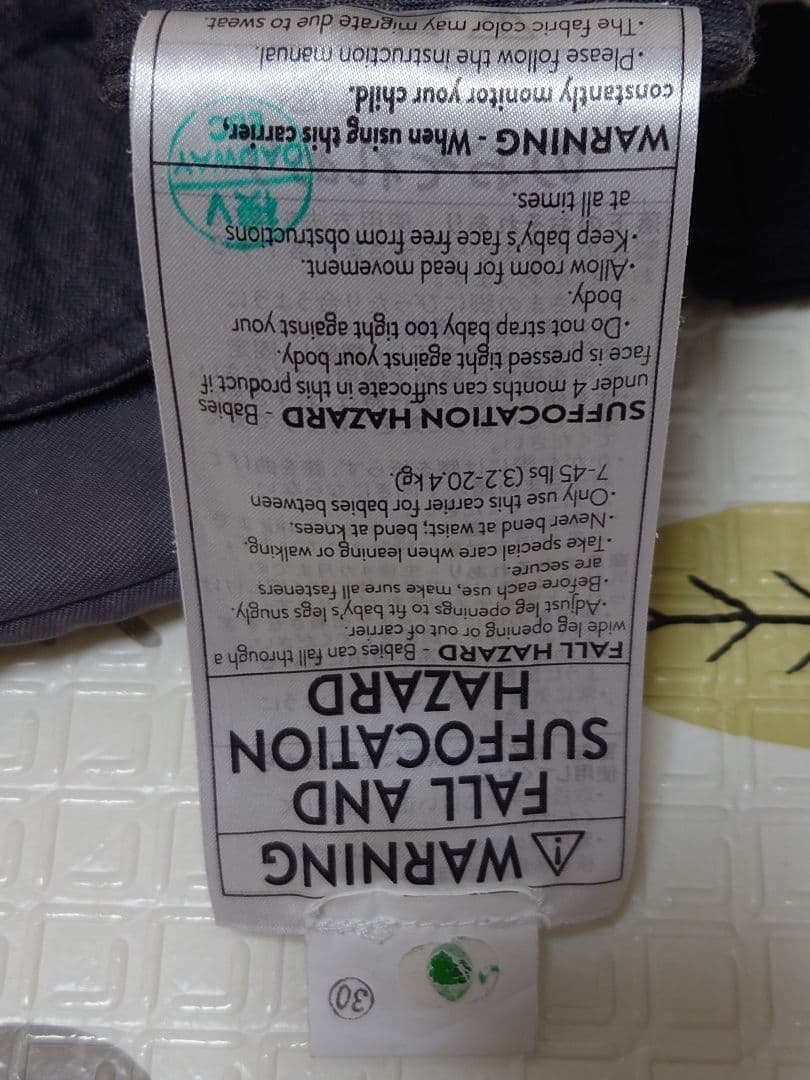 30
WARNING
FALL AND
SUFFOCATION
HAZARD
FALL HAZARD - Babies can fall through a
wide leg opening or out of carrier.
•Adjust leg openings to fit baby's legs snugly.
•Before each use, make sure all fasteners
are secure.
•Take special care when leaning or walking.
•Never bend at waist; bend at knees.
•Only use this carrier for babies between
7-45 lbs (3.2-20.4 kg).
SUFFOCATION HAZARD - Babies
under 4 months can suffocate in this product if
face is pressed tight against your body.
•Do not strap baby too tight against your
body.
•Allow room for head movement.
•Keep baby's face free from obstructions
at all times.
WARNING - When using this carrier,
constantly monitor your child.
•Please follow the instruction manual.
•The fabric color may migrate due to sweat.
検V
DADWAY